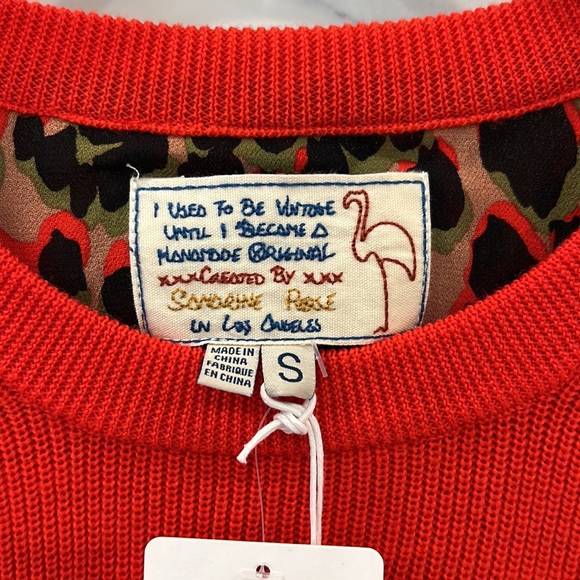 I USED TO BE VINTAGE
UNTIL I BECAME A
HANDMADE ORIGINAL
xxxCREATED BY xxx
SANDRINE ROSE
IN LOS ANGELES
MADE IN
CHINA
FABRIQUE
EN CHINA
S